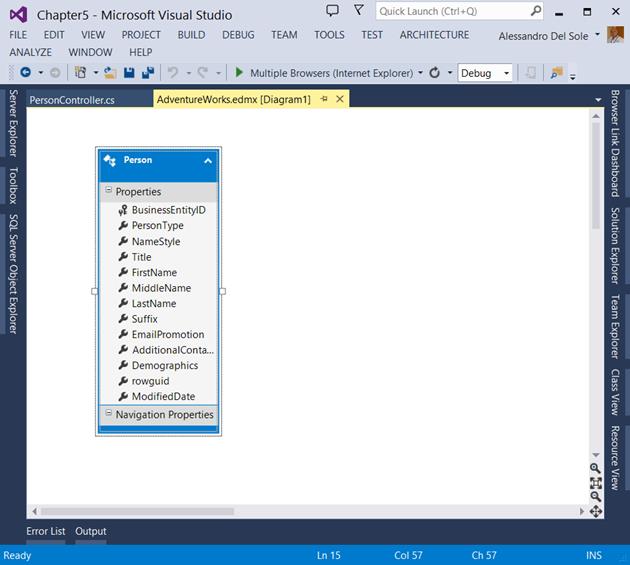 Chapter5 - Microsoft Visual Studio
Quick Launch (Ctrl+Q)
FILE EDIT VIEW PROJECT BUILD DEBUG TEAM TOOLS TEST ARCHITECTURE
Alessandro Del Sole
ANALYZE WINDOW HELP
Multiple Browsers (Internet Explorer)
Debug
Server Explorer
Toolbox
SQL Server Object Explorer
PersonController.cs
AdventureWorks.edmx [Diagram1]
Person
Properties
BusinessEntityID
PersonType
NameStyle
Title
FirstName
MiddleName
LastName
Suffix
EmailPromotion
AdditionalConta...
Demographics
rowguid
ModifiedDate
Navigation Properties
Browser Link Dashboard
Solution Explorer
Team Explorer
Class View
Resource View
Error List Output
Ready Ln 15 Col 57 Ch 57 INS